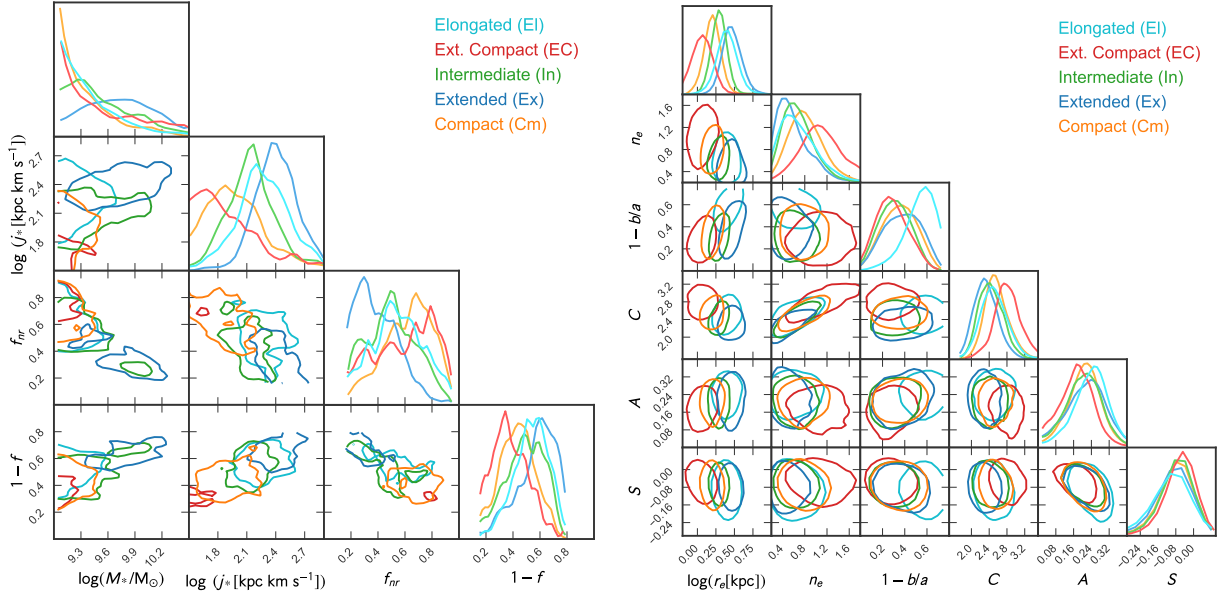 Elongated (El)
Ext. Compact (EC)
Intermediate (In)
Extended (Ex)
Compact (Cm)
log (j* [kpc km s⁻¹])
2.7
2.4
2.1
1.8
f_nr
0.8
0.6
0.4
0.2
1 − f
0.8
0.6
0.4
0.2
9.3
9.6
9.9
10.2
log(M*/M⊙)
1.8
2.1
2.4
2.7
log (j* [kpc km s⁻¹])
0.2
0.4
0.6
0.8
f_nr
0.2
0.4
0.6
0.8
1 − f
Elongated (El)
Ext. Compact (EC)
Intermediate (In)
Extended (Ex)
Compact (Cm)
n_e
1.6
1.2
0.8
0.4
1 − b/a
0.6
0.4
0.2
C
3.2
2.8
2.4
2.0
A
0.32
0.24
0.16
0.08
S
0.00
−0.08
−0.16
−0.24
0.00
0.25
0.50
0.75
log(r_e[kpc])
0.4
0.8
1.2
1.6
n_e
0.2
0.4
0.6
1 − b/a
2.0
2.4
2.8
3.2
C
0.08
0.16
0.24
0.32
A
−0.24
−0.16
−0.08
0.00
S